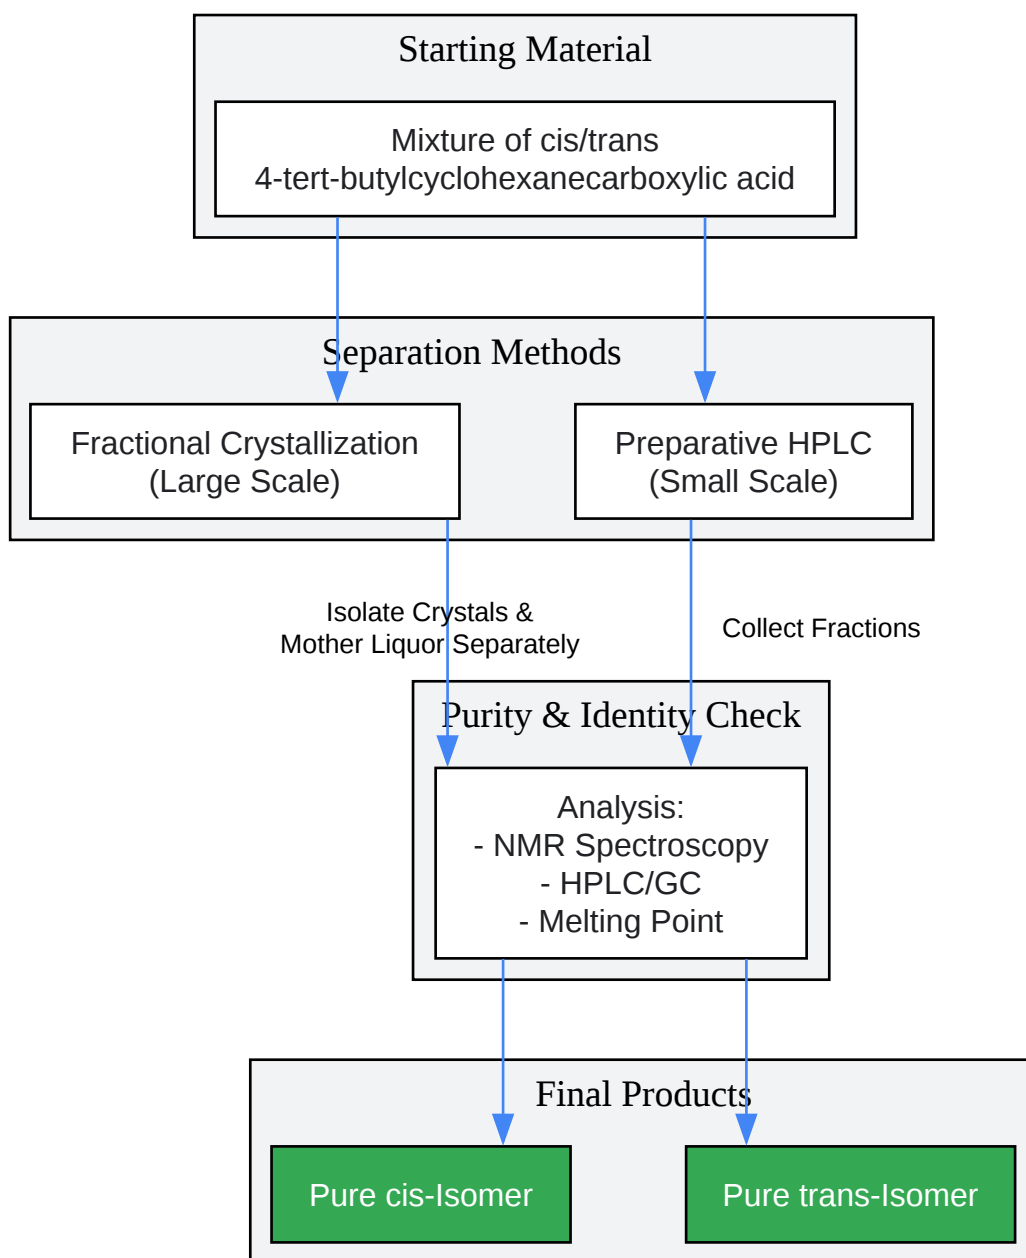 Starting Material
Mixture of cis/trans
4-tert-butylcyclohexanecarboxylic acid
Separation Methods
Fractional Crystallization
(Large Scale)
Preparative HPLC
(Small Scale)
Isolate Crystals &
Mother Liquor Separately
Collect Fractions
Purity & Identity Check
Analysis:
- NMR Spectroscopy
- HPLC/GC
- Melting Point
Final Products
Pure cis-Isomer
Pure trans-Isomer